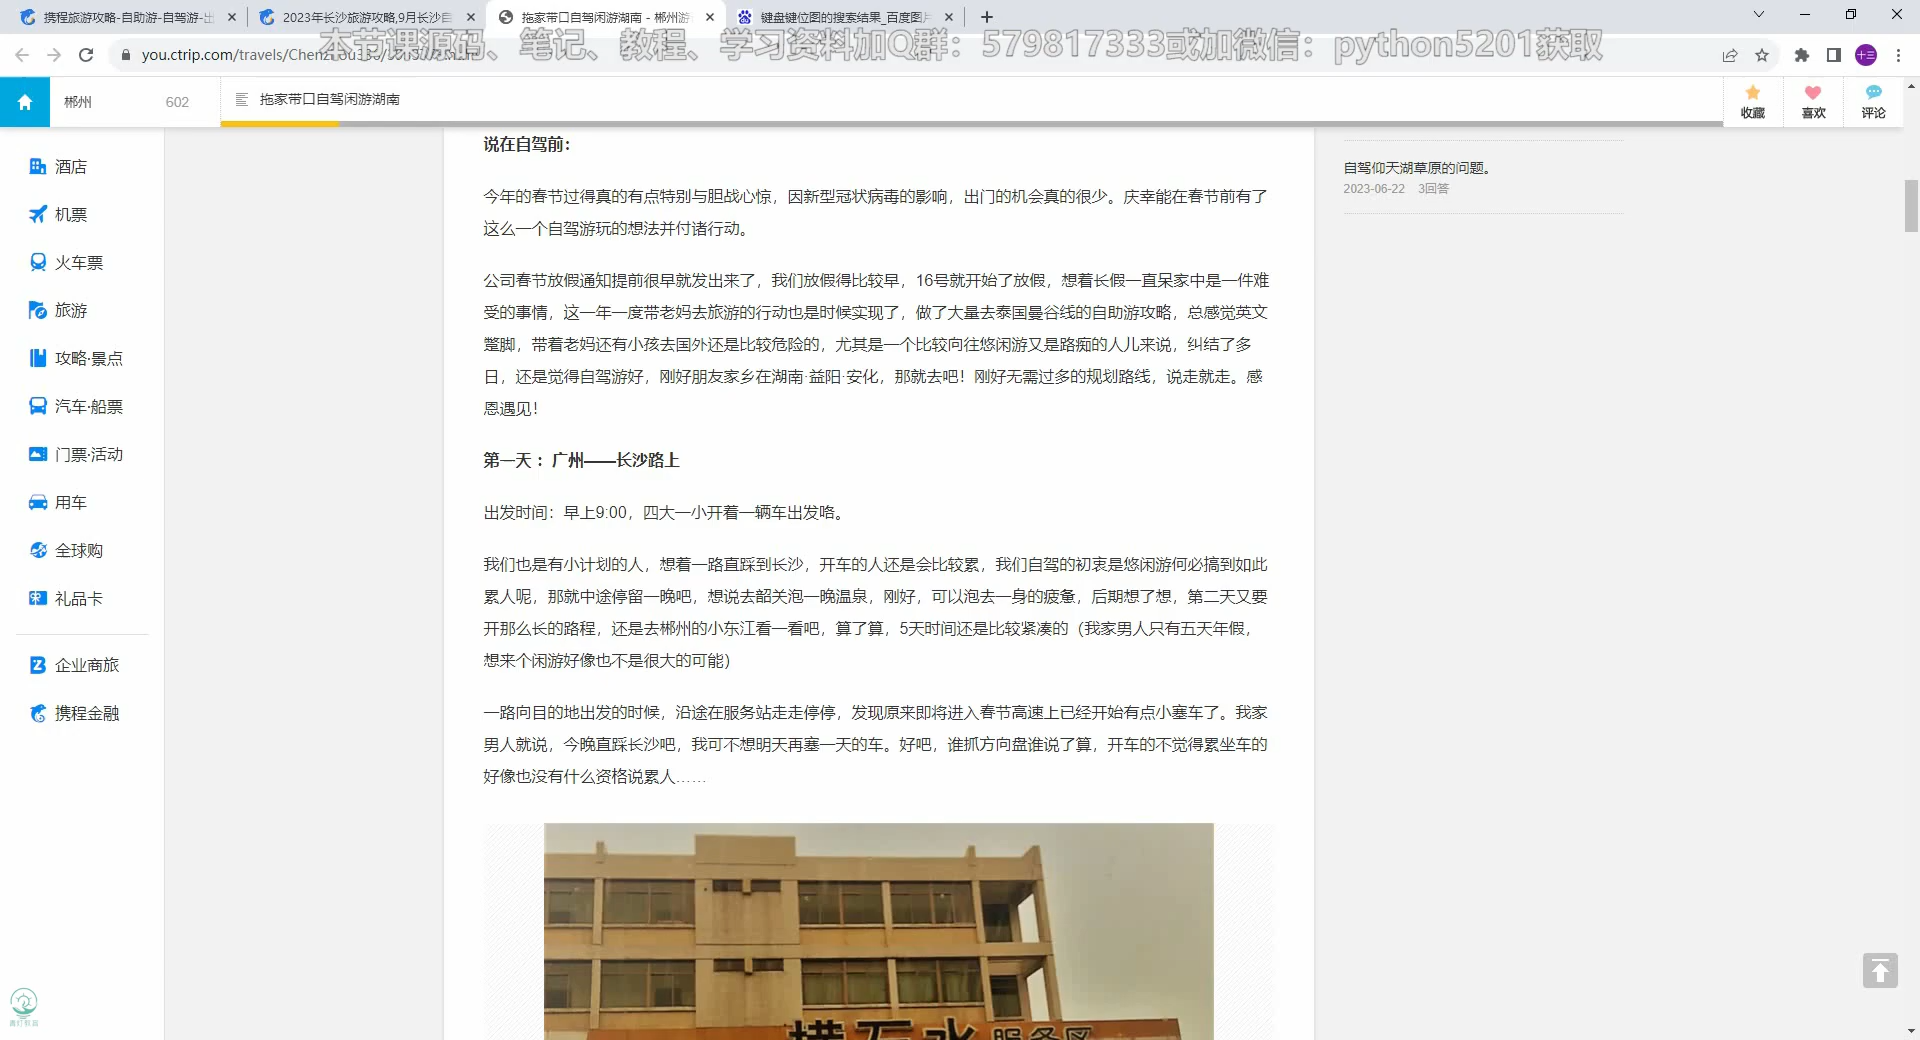 携程旅游攻略-自助游-自驾游-出
2023年长沙旅游攻略,9月长沙自
拖家带口自驾闲游湖南 - 郴州游
键盘键位图的搜索结果_百度图片
本节课源码、笔记、教程、学习资料加Q群：579817333或加微信：python5201获取
you.ctrip.com/travels/Chenzhou
郴州
602
拖家带口自驾闲游湖南
收藏
喜欢
评论
酒店
机票
火车票
旅游
攻略·景点
汽车·船票
门票·活动
用车
全球购
礼品卡
企业商旅
携程金融
说在自驾前：
今年的春节过得真的有点特别与胆战心惊，因新型冠状病毒的影响，出门的机会真的很少。庆幸能在春节前有了
这么一个自驾游玩的想法并付诸行动。
公司春节放假通知提前很早就发出来了，我们放假得比较早，16号就开始了放假，想着长假一直呆家中是一件难
受的事情，这一年一度带老妈去旅游的行动也是时候实现了，做了大量去泰国曼谷线的自助游攻略，总感觉英文
蹩脚，带着老妈还有小孩去国外还是比较危险的，尤其是一个比较向往悠闲游又是路痴的人儿来说，纠结了多
日，还是觉得自驾游好，刚好朋友家乡在湖南·益阳·安化，那就去吧！刚好无需过多的规划路线，说走就走。感
恩遇见！
第一天 ：广州——长沙路上
出发时间：早上9:00，四大一小开着一辆车出发咯。
我们也是有小计划的人，想着一路直踩到长沙，开车的人还是会比较累，我们自驾的初衷是悠闲游何必搞到如此
累人呢，那就中途停留一晚吧，想说去韶关泡一晚温泉，刚好，可以泡去一身的疲惫，后期想了想，第二天又要
开那么长的路程，还是去郴州的小东江看一看吧，算了算，5天时间还是比较紧凑的（我家男人只有五天年假，
想来个闲游好像也不是很大的可能）
一路向目的地出发的时候，沿途在服务站走走停停，发现原来即将进入春节高速上已经开始有点小塞车了。我家
男人就说，今晚直踩长沙吧，我可不想明天再塞一天的车。好吧，谁抓方向盘谁说了算，开车的不觉得累坐车的
好像也没有什么资格说累人……
横石水 服务区
自驾仰天湖草原的问题。
2023-06-22 3回答